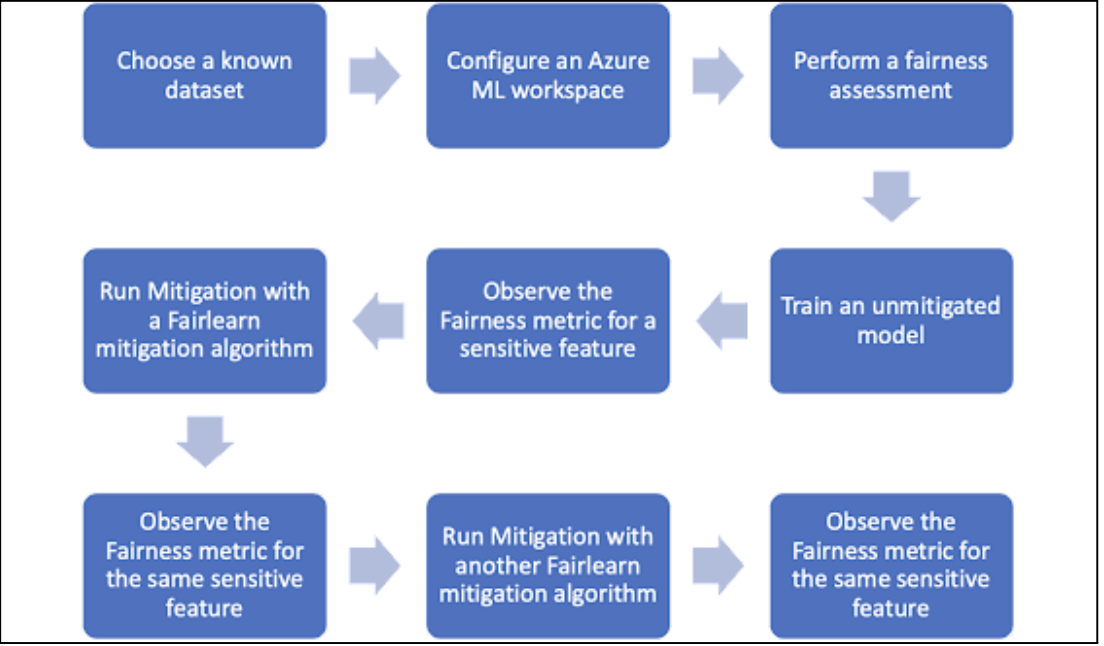 Choose a known
dataset
Configure an Azure
ML workspace
Perform a fairness
assessment
Train an unmitigated
model
Observe the
Fairness metric for a
sensitive feature
Run Mitigation with
a Fairlearn
mitigation algorithm
Observe the
Fairness metric for
the same sensitive
feature
Run Mitigation with
another Fairlearn
mitigation algorithm
Observe the
Fairness metric for
the same sensitive
feature